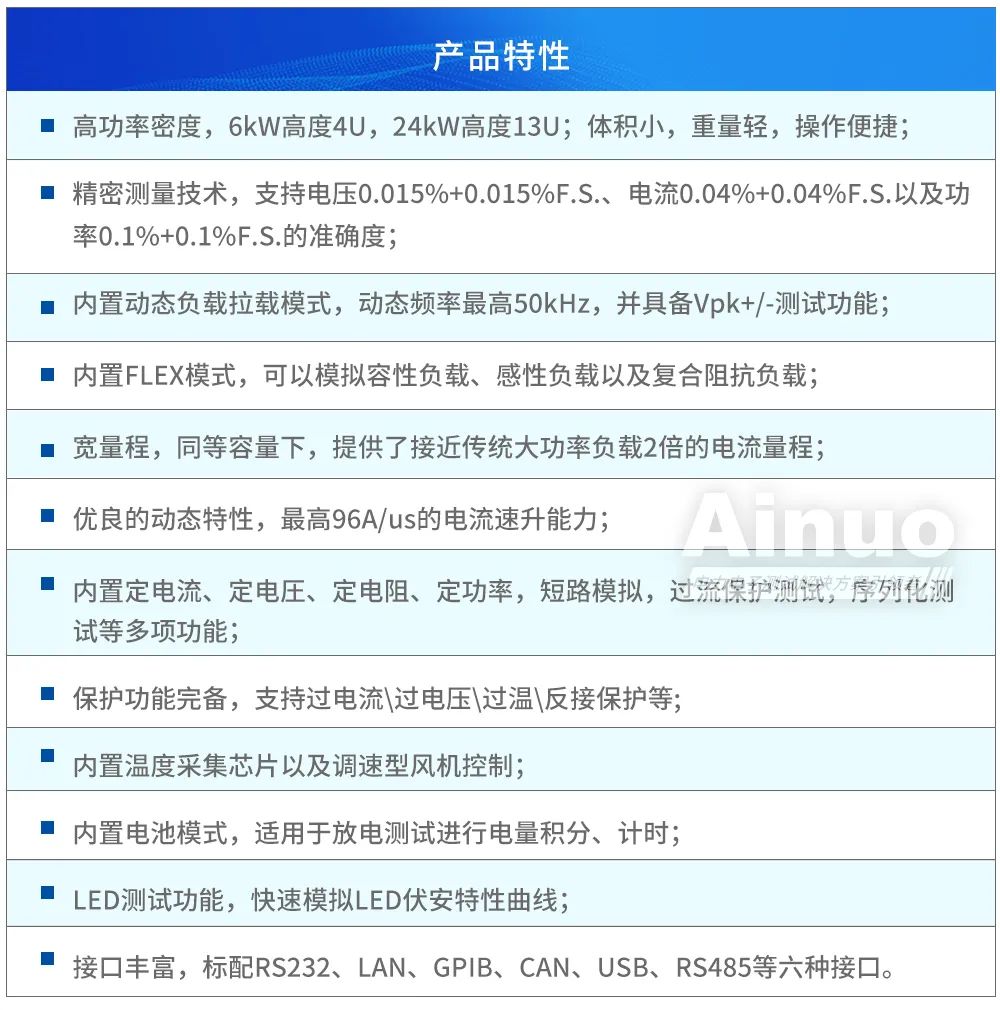 产品特性
高功率密度，6kW高度4U，24kW高度13U；体积小，重量轻，操作便捷；
精密测量技术，支持电压0.015%+0.015%F.S.、电流0.04%+0.04%F.S.以及功
率0.1%+0.1%F.S.的准确度；
内置动态负载拉载模式，动态频率最高50kHz，并具备Vpk+/-测试功能；
内置FLEX模式，可以模拟容性负载、感性负载以及复合阻抗负载；
宽量程，同等容量下，提供了接近传统大功率负载2倍的电流量程；
优良的动态特性，最高96A/us的电流速升能力；
Ainuo
内置定电流、定电压、定电阻、定功率，短路模拟，过流保护测试，序列化测
试等多项功能；
保护功能完备，支持过电流\过电压\过温\反接保护等;
内置温度采集芯片以及调速型风机控制；
内置电池模式，适用于放电测试进行电量积分、计时；
LED测试功能，快速模拟LED伏安特性曲线；
接口丰富，标配RS232、LAN、GPIB、CAN、USB、RS485等六种接口。